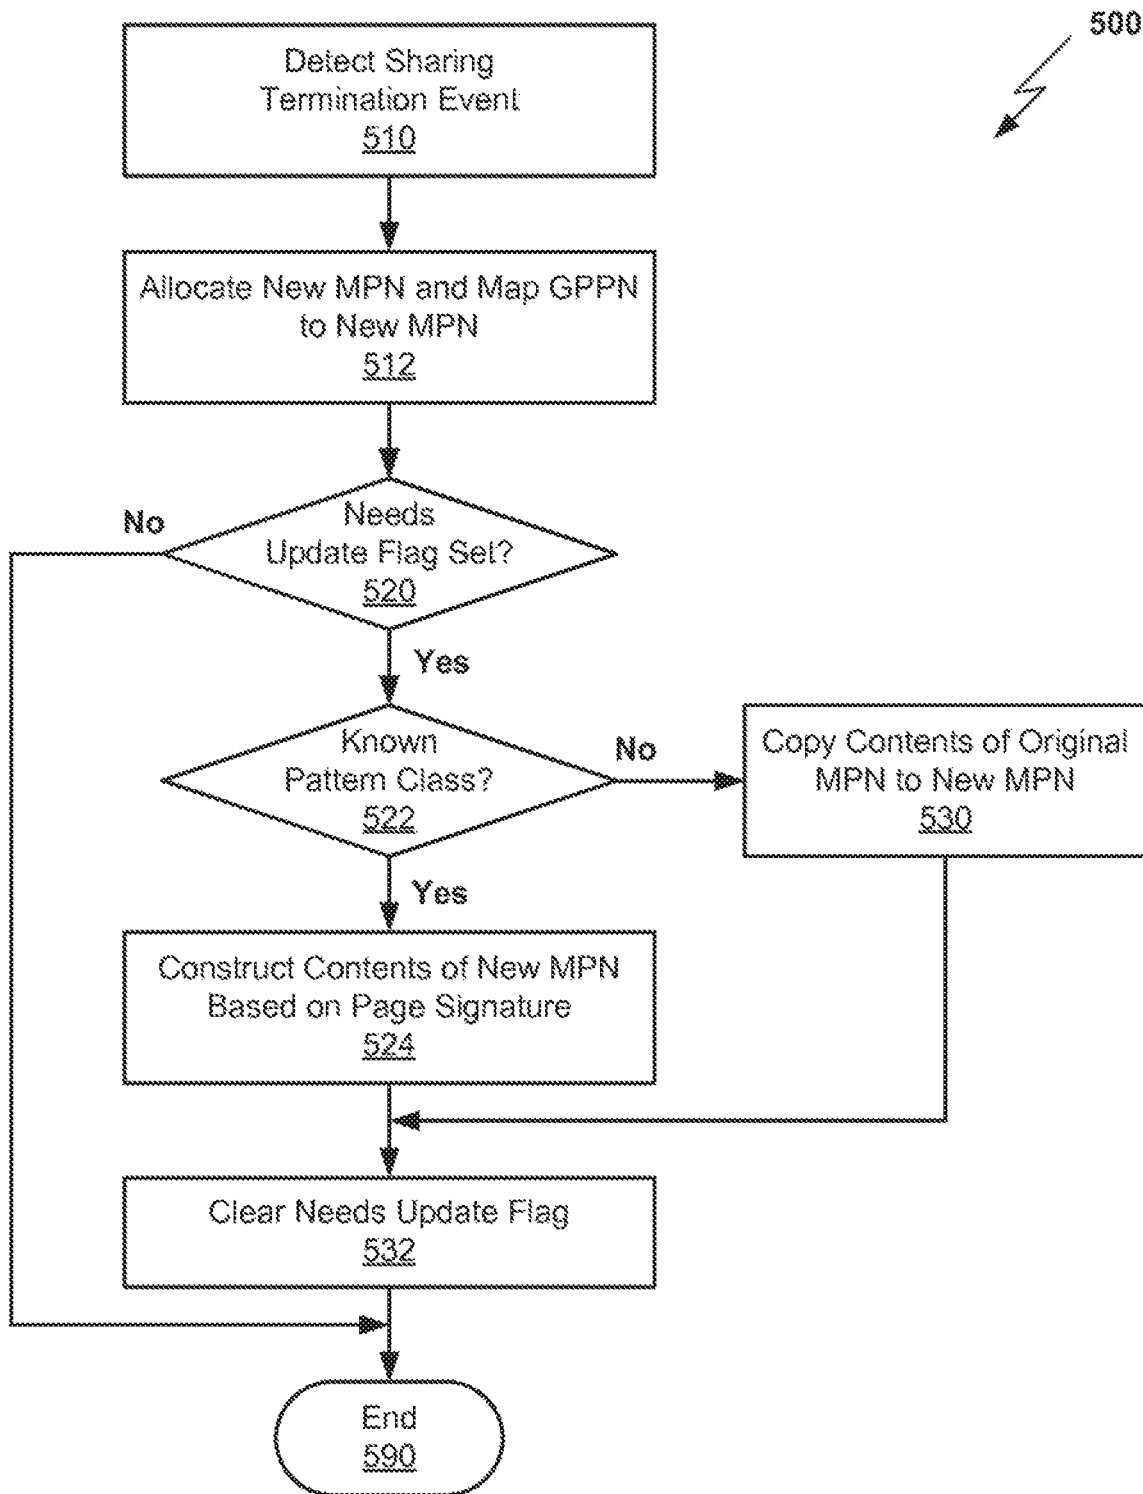 500
Detect Sharing
Termination Event
510
Allocate New MPN and Map GPPN
to New MPN
512
No
Needs
Update Flag Set?
520
Yes
Known
Pattern Class?
522
No
Copy Contents of Original
MPN to New MPN
530
Yes
Construct Contents of New MPN
Based on Page Signature
524
Clear Needs Update Flag
532
End
590